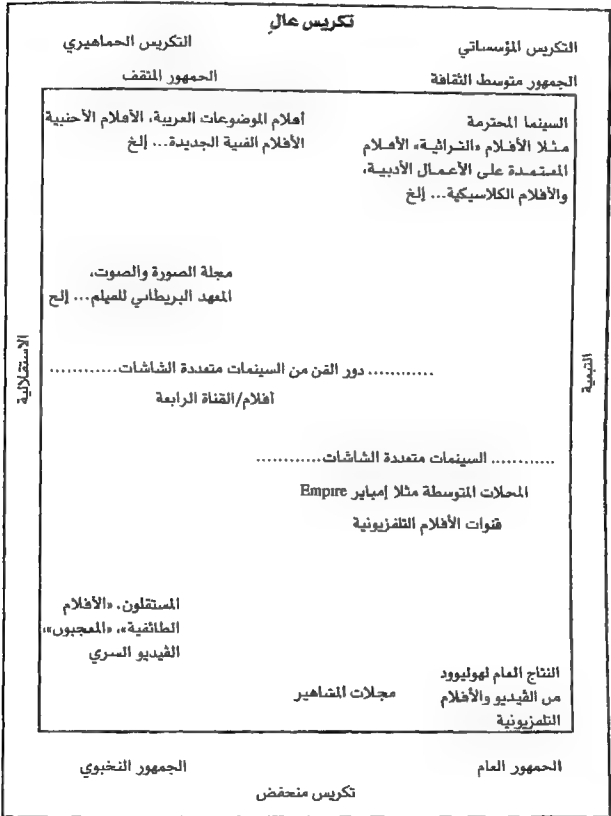 تكريس عالٍ
التكريس المؤسساتي
التكريس الجماهيري
الجمهور متوسط الثقافة
الجمهور المثقف
السينما المحترمة
مثلا الأفلام «التراثية» الأفلام
المعتمدة على الأعمال الأدبية،
والأفلام الكلاسيكية... إلخ
أفلام الموضوعات العربية، الأفلام الأجنبية
الأفلام الفنية الجديدة... إلخ
مجلة الصورة والصوت،
المعهد البريطاني للفيلم... إلخ
التبعية
الاستقلالية
............ دور الفن من السينمات متعددة الشاشات............
أفلام/القناة الرابعة
............ السينمات متعددة الشاشات............
المحلات المتوسطة مثلا إمباير Empire
قنوات الأفلام التلفزيونية
المستقلون، «الأفلام
الطائفية»، «المعجبون»،
الڤيديو السري
النتاج العام لهوليوود
من الڤيديو والأفلام
التلفزيونية
مجلات المشاهير
الجمهور العام
الجمهور النخبوي
تكريس منخفض